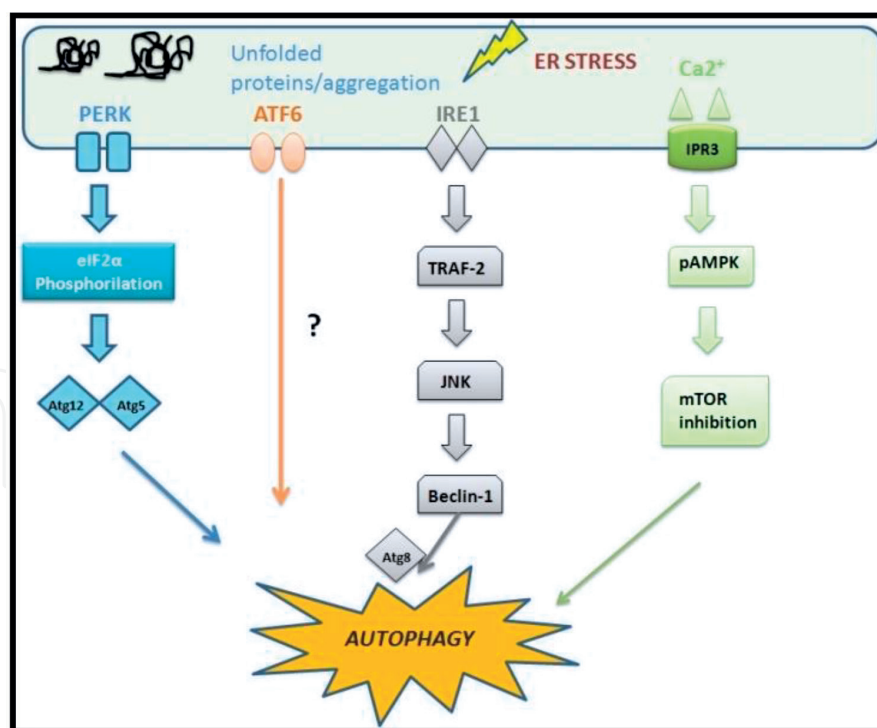 Unfolded
proteins/aggregation
ER STRESS
Ca2⁺
PERK
ATF6
IRE1
IPR3
eIF2α
Phosphorilation
TRAF-2
pAMPK
?
Atg12
Atg5
JNK
mTOR
inhibition
Beclin-1
Atg8
AUTOPHAGY